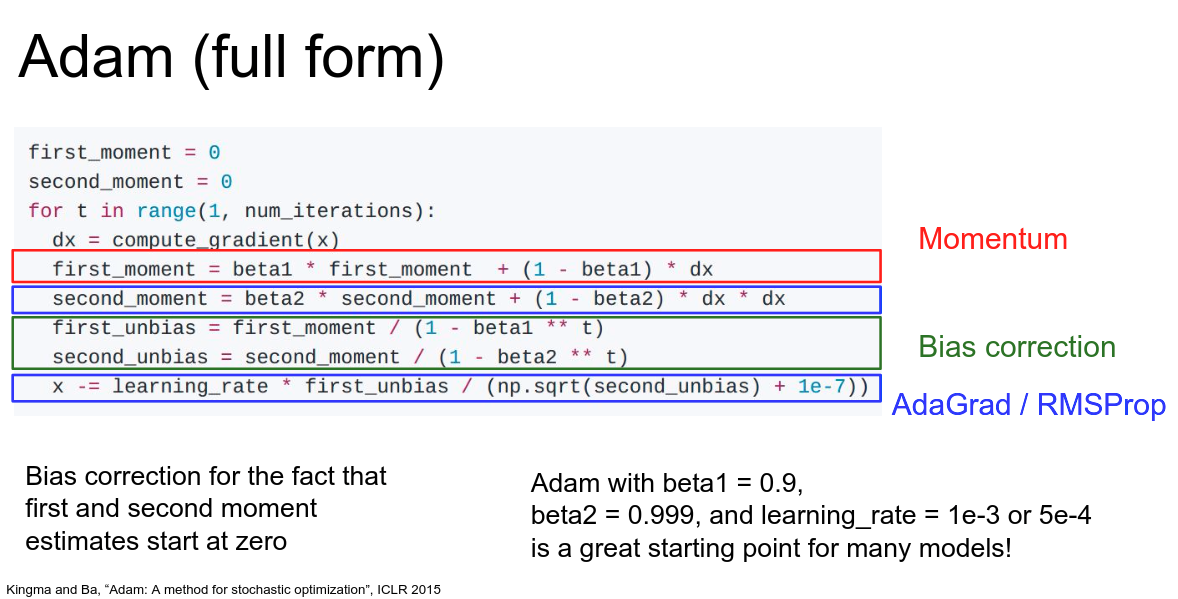 Adam (full form)
first_moment = 0
second_moment = 0
for t in range(1, num_iterations):
  dx = compute_gradient(x)
  first_moment = beta1 * first_moment  + (1 - beta1) * dx
  second_moment = beta2 * second_moment + (1 - beta2) * dx * dx
  first_unbias = first_moment / (1 - beta1 ** t)
  second_unbias = second_moment / (1 - beta2 ** t)
  x -= learning_rate * first_unbias / (np.sqrt(second_unbias) + 1e-7))
Momentum
Bias correction
AdaGrad / RMSProp
Bias correction for the fact that
first and second moment
estimates start at zero
Adam with beta1 = 0.9,
beta2 = 0.999, and learning_rate = 1e-3 or 5e-4
is a great starting point for many models!
Kingma and Ba, “Adam: A method for stochastic optimization”, ICLR 2015